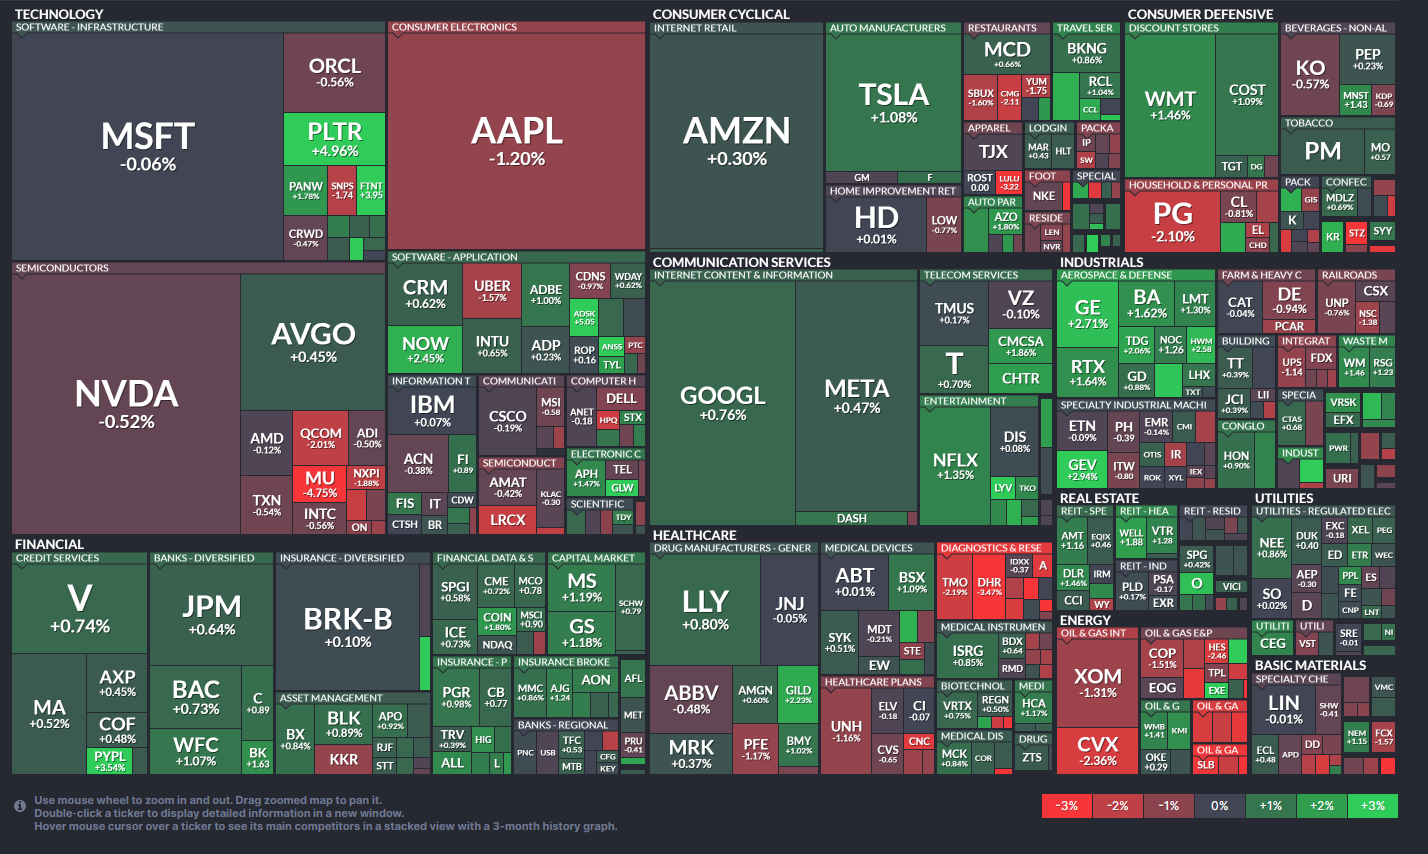 TECHNOLOGY
SOFTWARE - INFRASTRUCTURE
MSFT
-0.06%
ORCL
-0.56%
PLTR
+4.96%
PANW
+1.78%
SNPS
-1.74
FTNT
+3.95
CRWD
-0.47%
CONSUMER ELECTRONICS
AAPL
-1.20%
SEMICONDUCTORS
NVDA
-0.52%
AVGO
+0.45%
AMD
-0.12%
QCOM
-2.01%
ADI
-0.50%
TXN
-0.54%
MU
-4.75%
NXPI
-1.88%
INTC
-0.56%
ON
SOFTWARE - APPLICATION
CRM
+0.62%
UBER
-1.57%
ADBE
+1.00%
CDNS
-0.97%
WDAY
+0.62%
NOW
+2.45%
INTU
+0.65%
ADP
+0.23%
ADSK
+5.05
ROP
+0.16
ANSS
PTC
TYL
INFORMATION T
IBM
+0.07%
ACN
-0.38%
FI
+0.89
FIS
IT
CDW
CTSH
BR
COMMUNICATI
CSCO
-0.19%
MSI
-0.58
COMPUTER H
ANET
-0.18
DELL
HPQ
STX
SEMICONDUCT
AMAT
-0.42%
KLAC
-0.30
LRCX
ELECTRONIC C
APH
+1.47%
TEL
GLW
SCIENTIFIC
TDY
CONSUMER CYCLICAL
INTERNET RETAIL
AMZN
+0.30%
AUTO MANUFACTURERS
TSLA
+1.08%
GM
F
HOME IMPROVEMENT RET
HD
+0.01%
LOW
-0.77%
RESTAURANTS
MCD
+0.66%
SBUX
-1.60%
CMG
-2.11
YUM
-1.75
TRAVEL SER
BKNG
+0.86%
RCL
+1.04%
CCL
APPAREL
TJX
ROST
0.00
LULU
-3.22
LODGIN
MAR
+0.43
HLT
PACKA
IP
SW
FOOT
NKE
SPECIAL
AUTO PAR
AZO
+1.80%
RESIDE
LEN
NVR
CONSUMER DEFENSIVE
DISCOUNT STORES
WMT
+1.46%
COST
+1.09%
TGT
DG
BEVERAGES - NON-AL
KO
-0.57%
PEP
+0.23%
MNST
+1.43
KDP
-0.69
TOBACCO
PM
MO
+0.57
HOUSEHOLD & PERSONAL PR
PG
-2.10%
CL
-0.81%
EL
CHD
PACK
GIS
K
CONFEC
MDLZ
+0.69%
KR
STZ
SYY
COMMUNICATION SERVICES
INTERNET CONTENT & INFORMATION
GOOGL
+0.76%
META
+0.47%
DASH
TELECOM SERVICES
TMUS
+0.17%
VZ
-0.10%
T
+0.70%
CMCSA
+1.86%
CHTR
ENTERTAINMENT
NFLX
+1.35%
DIS
+0.08%
LYV
TKO
INDUSTRIALS
AEROSPACE & DEFENSE
GE
+2.71%
BA
+1.62%
LMT
+1.30%
RTX
+1.64%
TDG
+2.06%
NOC
+1.26
HWM
+2.58
GD
+0.88%
LHX
TXT
FARM & HEAVY C
CAT
-0.04%
DE
-0.94%
PCAR
RAILROADS
UNP
-0.76%
CSX
NSC
-1.38
BUILDING
TT
+0.39%
JCI
+0.39%
LII
INTEGRAT
UPS
-1.14
FDX
WASTE M
WM
+1.46
RSG
+1.23
SPECIALTY INDUSTRIAL MACHI
ETN
-0.09%
PH
-0.39
EMR
-0.14%
CMI
GEV
+2.94%
ITW
-0.80
OTIS
IR
ROK
XYL
IEX
SPECIA
CTAS
+0.68
VRSK
EFX
CONGLO
HON
+0.90%
INDUST
PWR
URI
FINANCIAL
CREDIT SERVICES
V
+0.74%
MA
+0.52%
AXP
+0.45%
COF
+0.48%
PYPL
+3.54%
BANKS - DIVERSIFIED
JPM
+0.64%
BAC
+0.73%
C
+0.89
WFC
+1.07%
BK
+1.63
INSURANCE - DIVERSIFIED
BRK-B
+0.10%
ASSET MANAGEMENT
BX
+0.84%
BLK
+0.89%
APO
+0.92%
KKR
RJF
STT
FINANCIAL DATA & S
SPGI
+0.58%
CME
+0.72%
MCO
+0.78
ICE
+0.73%
COIN
+1.80%
MSCI
+0.90
NDAQ
CAPITAL MARKET
MS
+1.19%
GS
+1.18%
SCHW
+0.79
INSURANCE - P
PGR
+0.98%
CB
+0.77
TRV
+0.39%
HIG
ALL
L
INSURANCE BROKE
MMC
+0.86%
AJG
+1.24
AON
AFL
MET
PRU
-0.41
BANKS - REGIONAL
PNC
USB
TFC
+0.53
MTB
CFG
KEY
HEALTHCARE
DRUG MANUFACTURERS - GENER
LLY
+0.80%
JNJ
-0.05%
ABBV
-0.48%
MRK
+0.37%
AMGN
+0.60%
GILD
+2.23%
PFE
-1.17%
BMY
+1.02%
MEDICAL DEVICES
ABT
+0.01%
BSX
+1.09%
SYK
+0.51%
MDT
-0.21%
EW
STE
DIAGNOSTICS & RESE
TMO
-2.19%
DHR
-3.47%
IDXX
-0.37
A
MEDICAL INSTRUMEN
ISRG
+0.85%
BDX
+0.64
RMD
HEALTHCARE PLANS
UNH
-1.16%
ELV
-0.18
CI
-0.07
CVS
-0.65
CNC
BIOTECHNOL
VRTX
+0.75%
REGN
+0.50%
MEDI
HCA
+1.17%
MEDICAL DIS
MCK
+0.84%
COR
DRUG
ZTS
REAL ESTATE
REIT - SPE
AMT
+1.16
EQIX
+0.46
DLR
+1.46%
IRM
CCI
WY
REIT - HEA
WELL
+1.88
VTR
+1.28
REIT - IND
PLD
+0.17%
PSA
-0.17
EXR
REIT - RESID
SPG
+0.42%
O
VICI
UTILITIES
UTILITIES - REGULATED ELEC
NEE
+0.86%
DUK
+0.40
EXC
-0.18
XEL
PEG
SO
+0.02%
ED
ETR
WEC
AEP
-0.30
PPL
ES
D
FE
CNP
LNT
UTILITI
CEG
UTILI
VST
SRE
-0.01
NI
ENERGY
OIL & GAS INT
XOM
-1.31%
CVX
-2.36%
OIL & GAS E&P
COP
-1.51%
EOG
HES
-2.46
TPL
EXE
OIL & G
WMB
+1.41
KMI
OKE
+0.29
OIL & GA
OIL & GA
SLB
BASIC MATERIALS
SPECIALTY CHE
LIN
-0.01%
SHW
-0.41
ECL
+0.48
APD
DD
VMC
NEM
+1.15
FCX
-1.57
Use mouse wheel to zoom in and out. Drag zoomed map to pan it.
Double-click a ticker to display detailed information in a new window.
Hover mouse cursor over a ticker to see its main competitors in a stacked view with a 3-month history graph.
-3%
-2%
-1%
0%
+1%
+2%
+3%